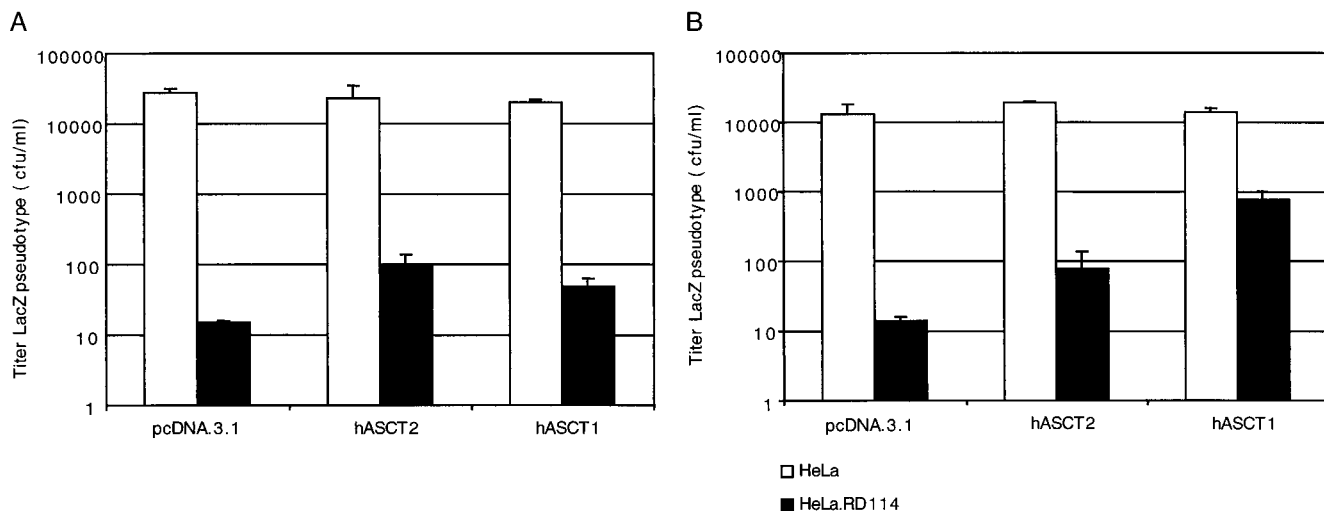 A
Titer LacZ pseudotype ( cfu/ml)
100000
10000
1000
100
10
1
pcDNA.3.1
hASCT2
hASCT1
B
Titer LacZ pseudotype ( cfu/ml)
100000
10000
1000
100
10
1
pcDNA.3.1
hASCT2
hASCT1
HeLa
HeLa.RD114